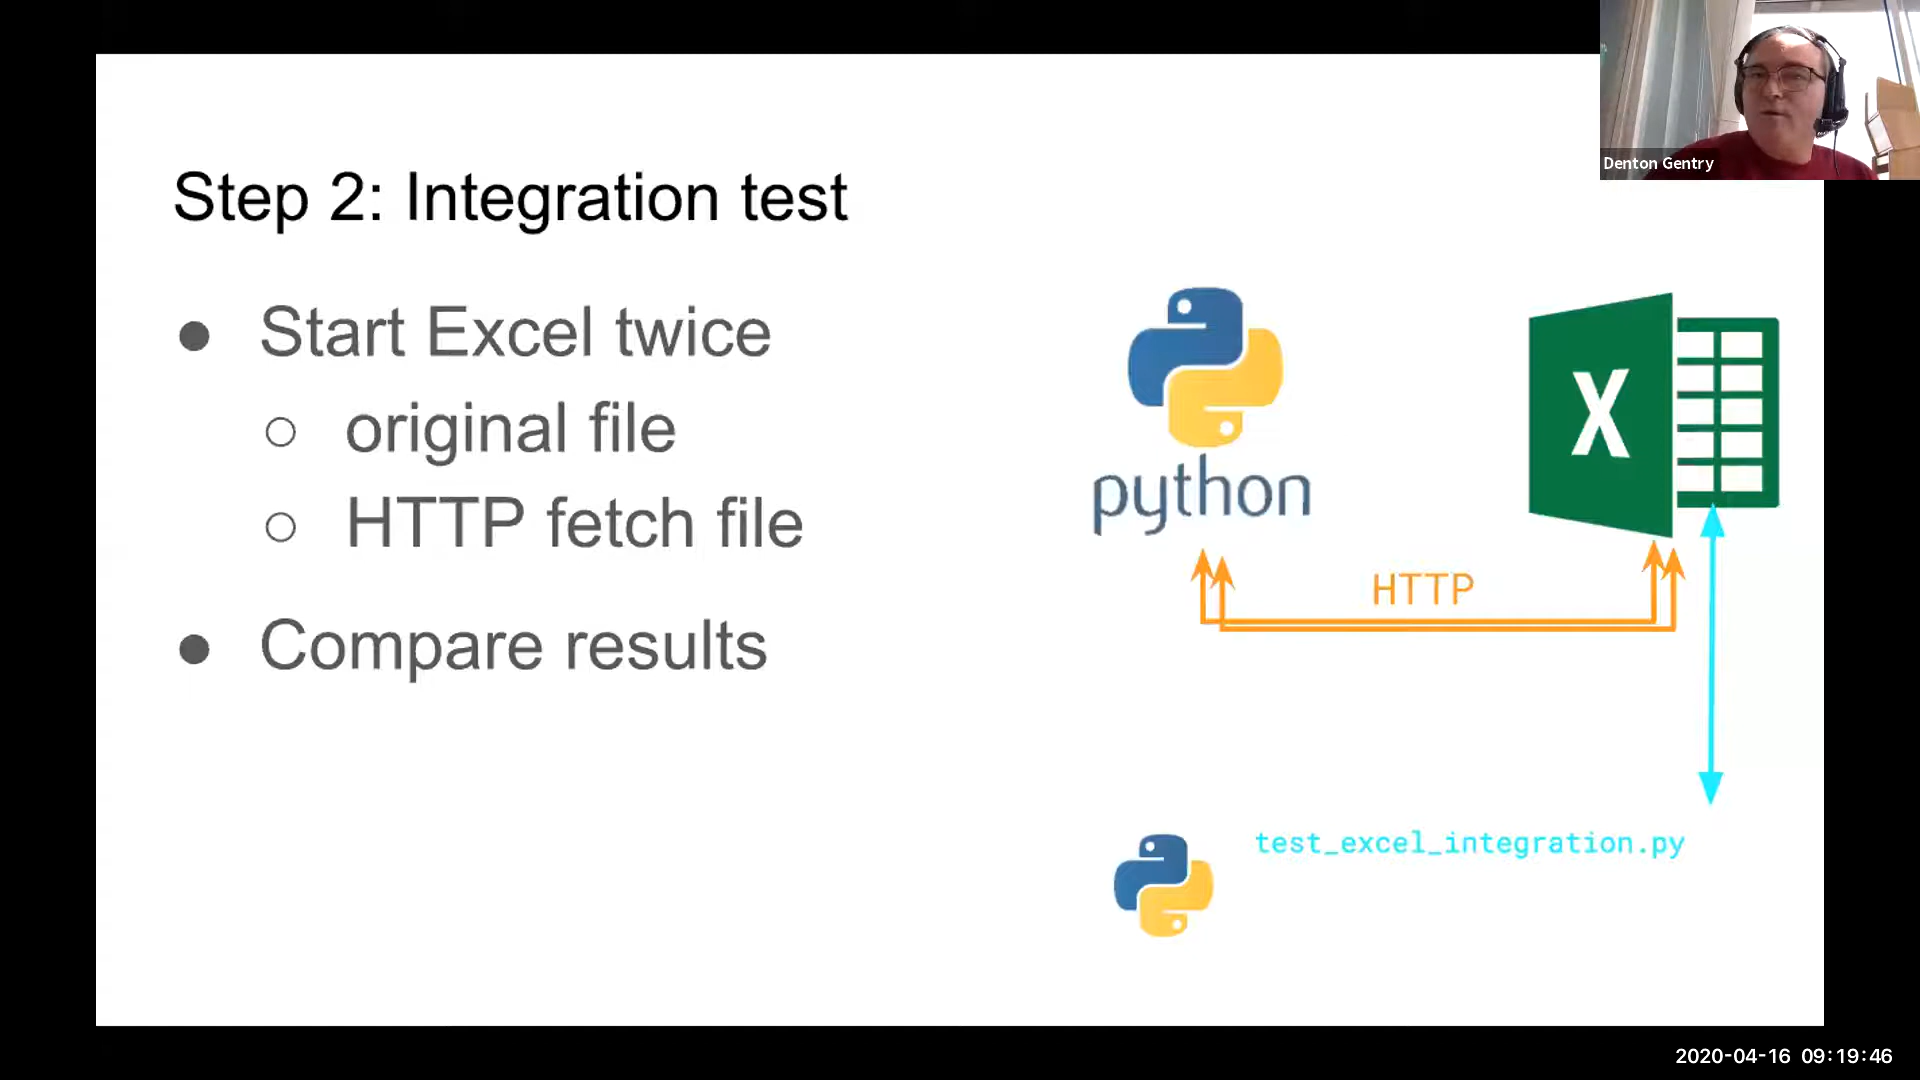 Denton Gentry
Step 2: Integration test
● Start Excel twice
○ original file
○ HTTP fetch file
● Compare results
python
X
HTTP
test_excel_integration.py
2020-04-16 09:19:46